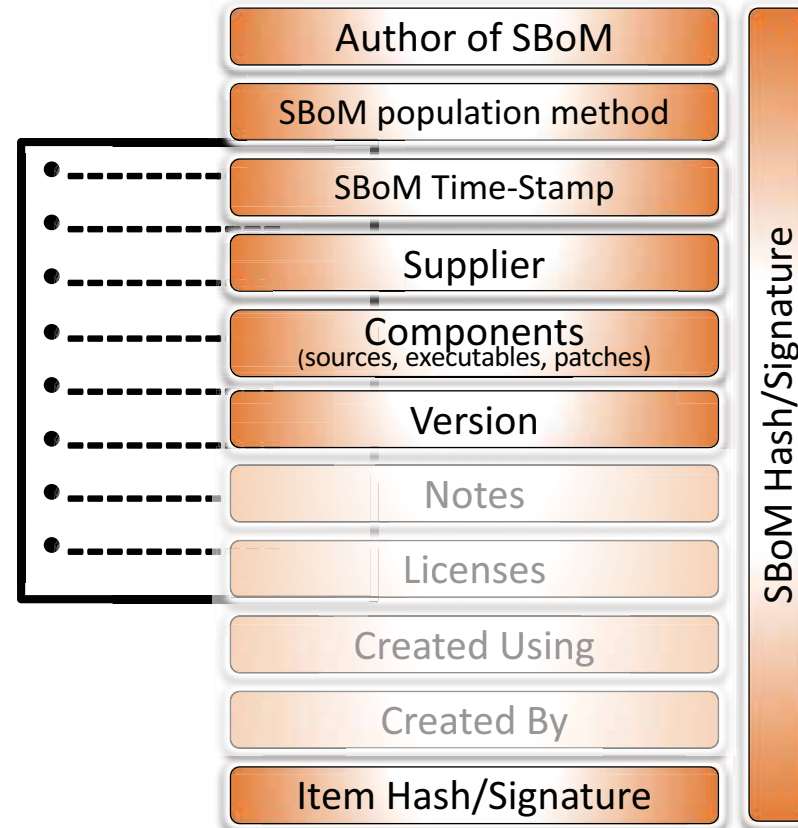 Author of SBoM
SBoM population method
SBoM Time-Stamp
Supplier
Components
(sources, executables, patches)
Version
Notes
Licenses
Created Using
Created By
Item Hash/Signature
SBoM Hash/Signature